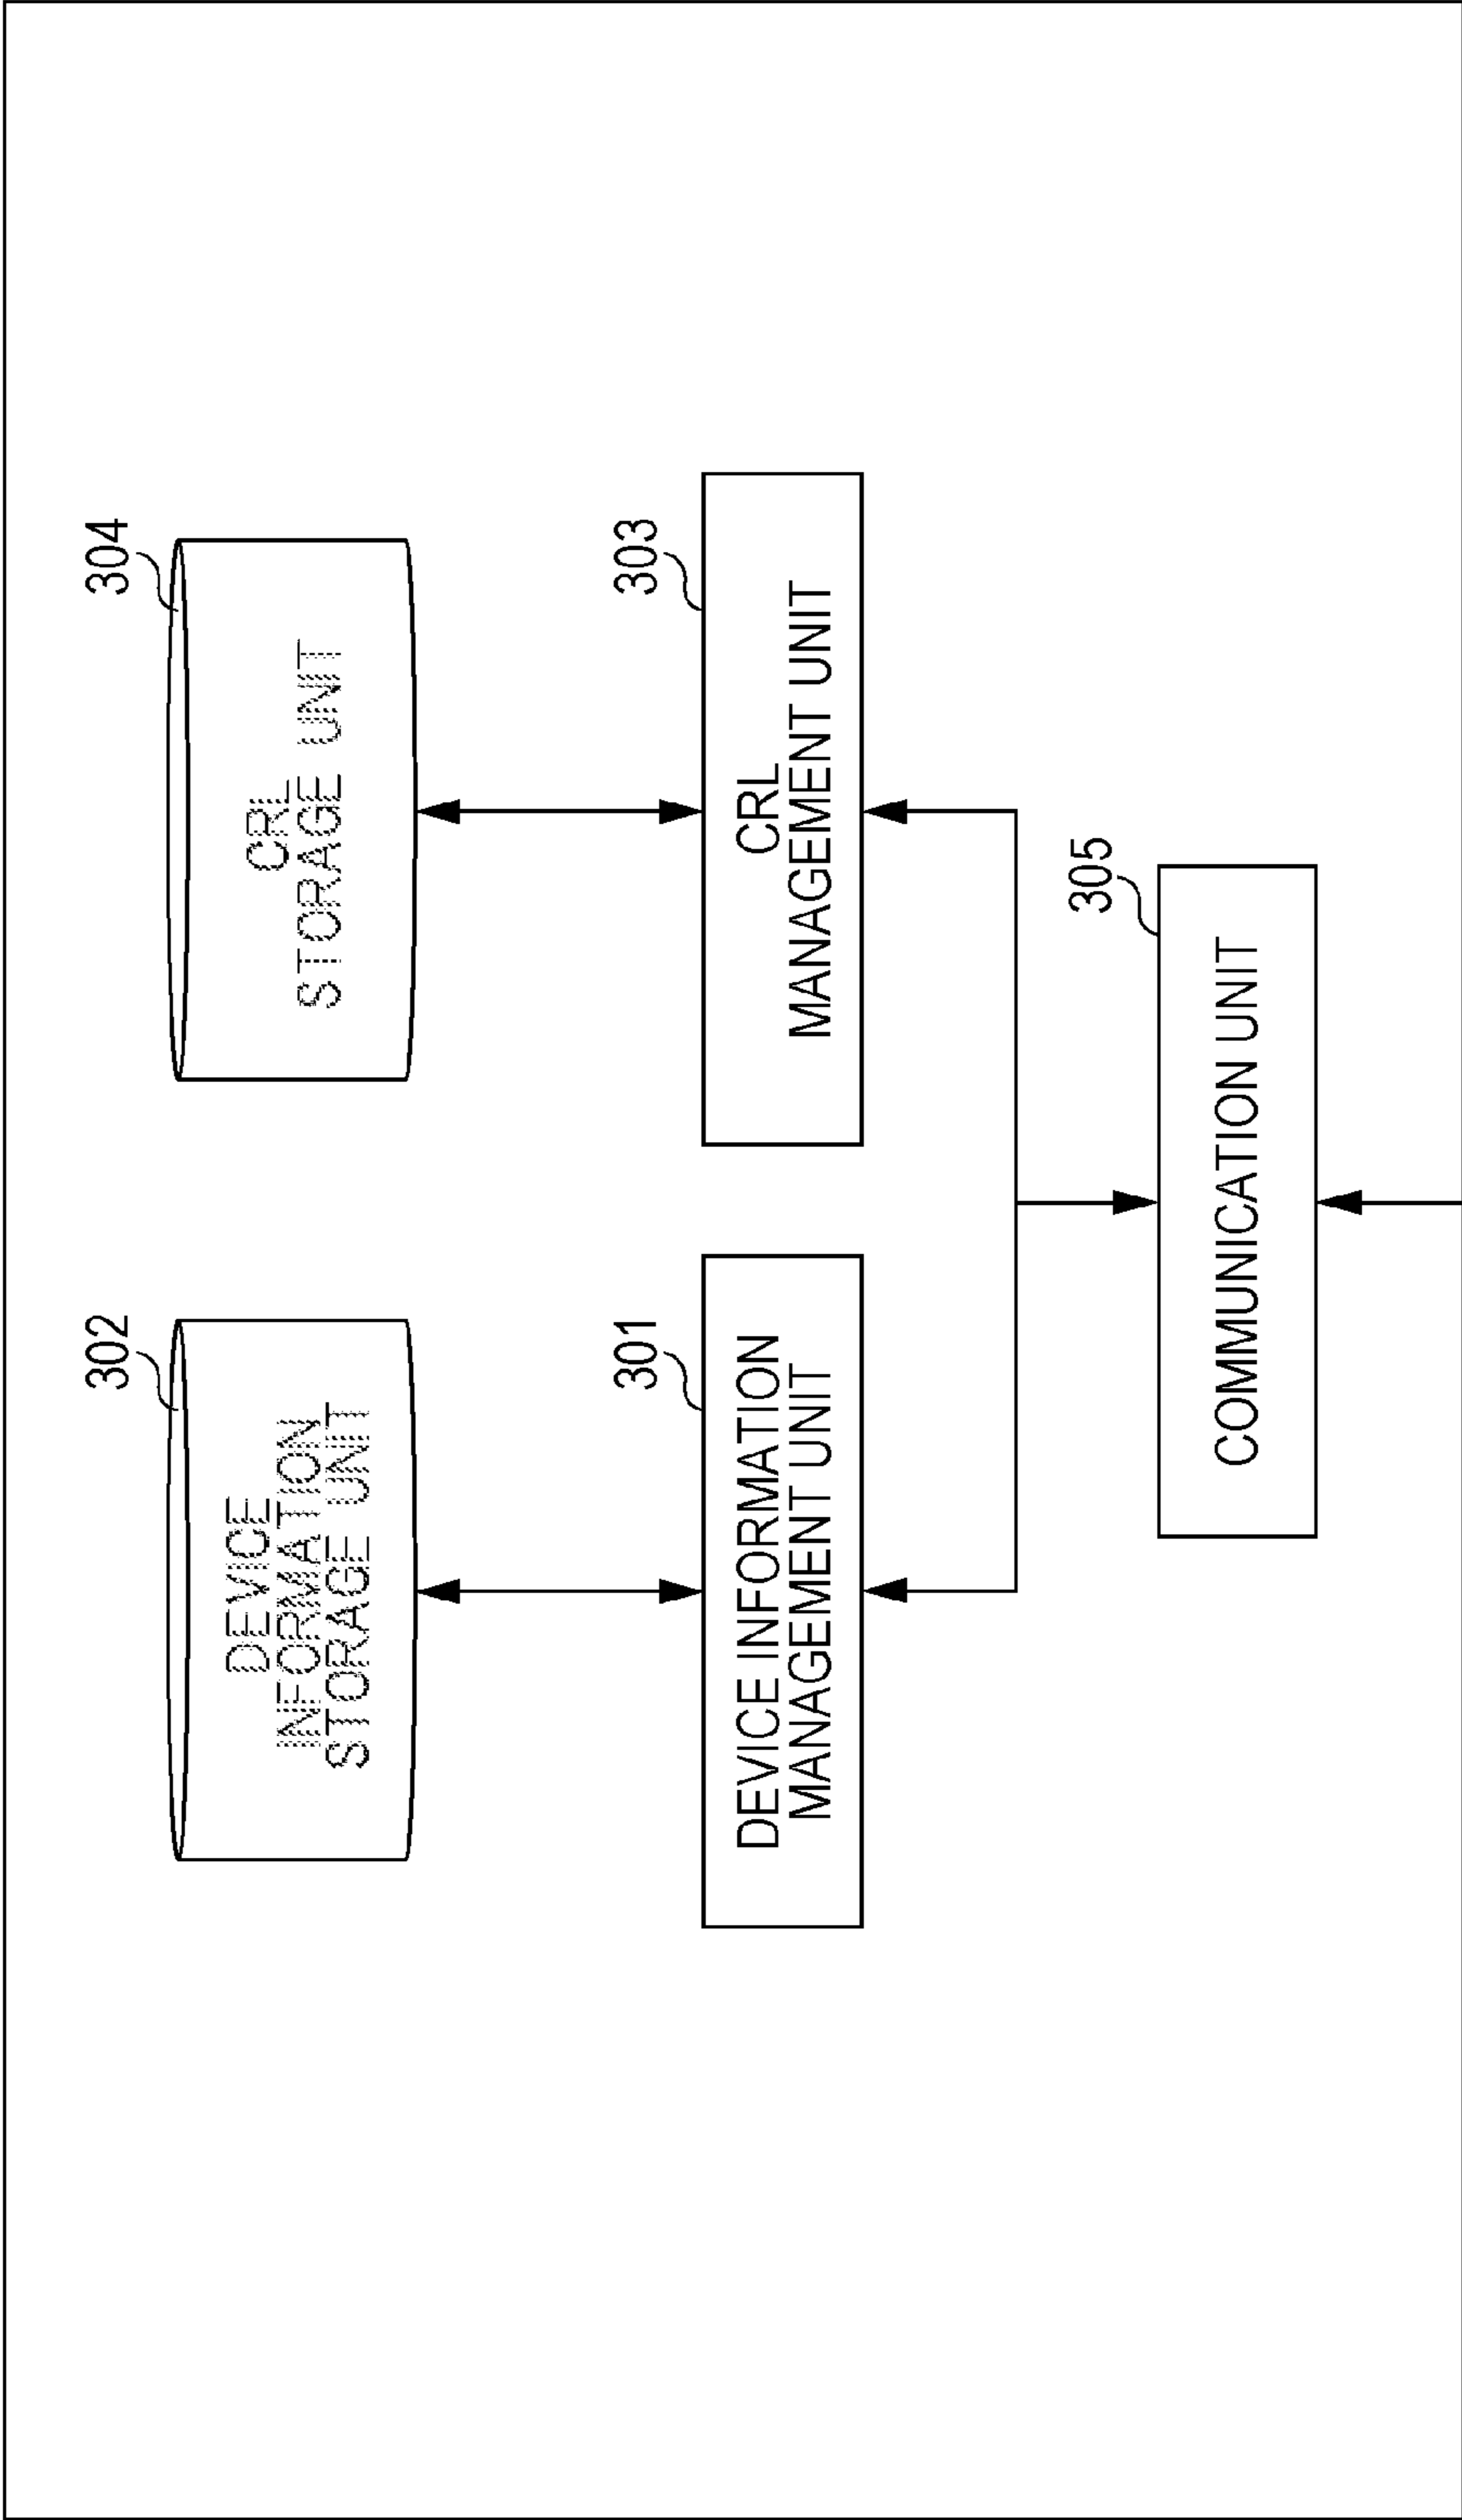 302
DEVICE
INFORMATION
STORAGE UNIT
304
CRL
STORAGE UNIT
301
DEVICE INFORMATION
MANAGEMENT UNIT
303
CRL
MANAGEMENT UNIT
305
COMMUNICATION UNIT